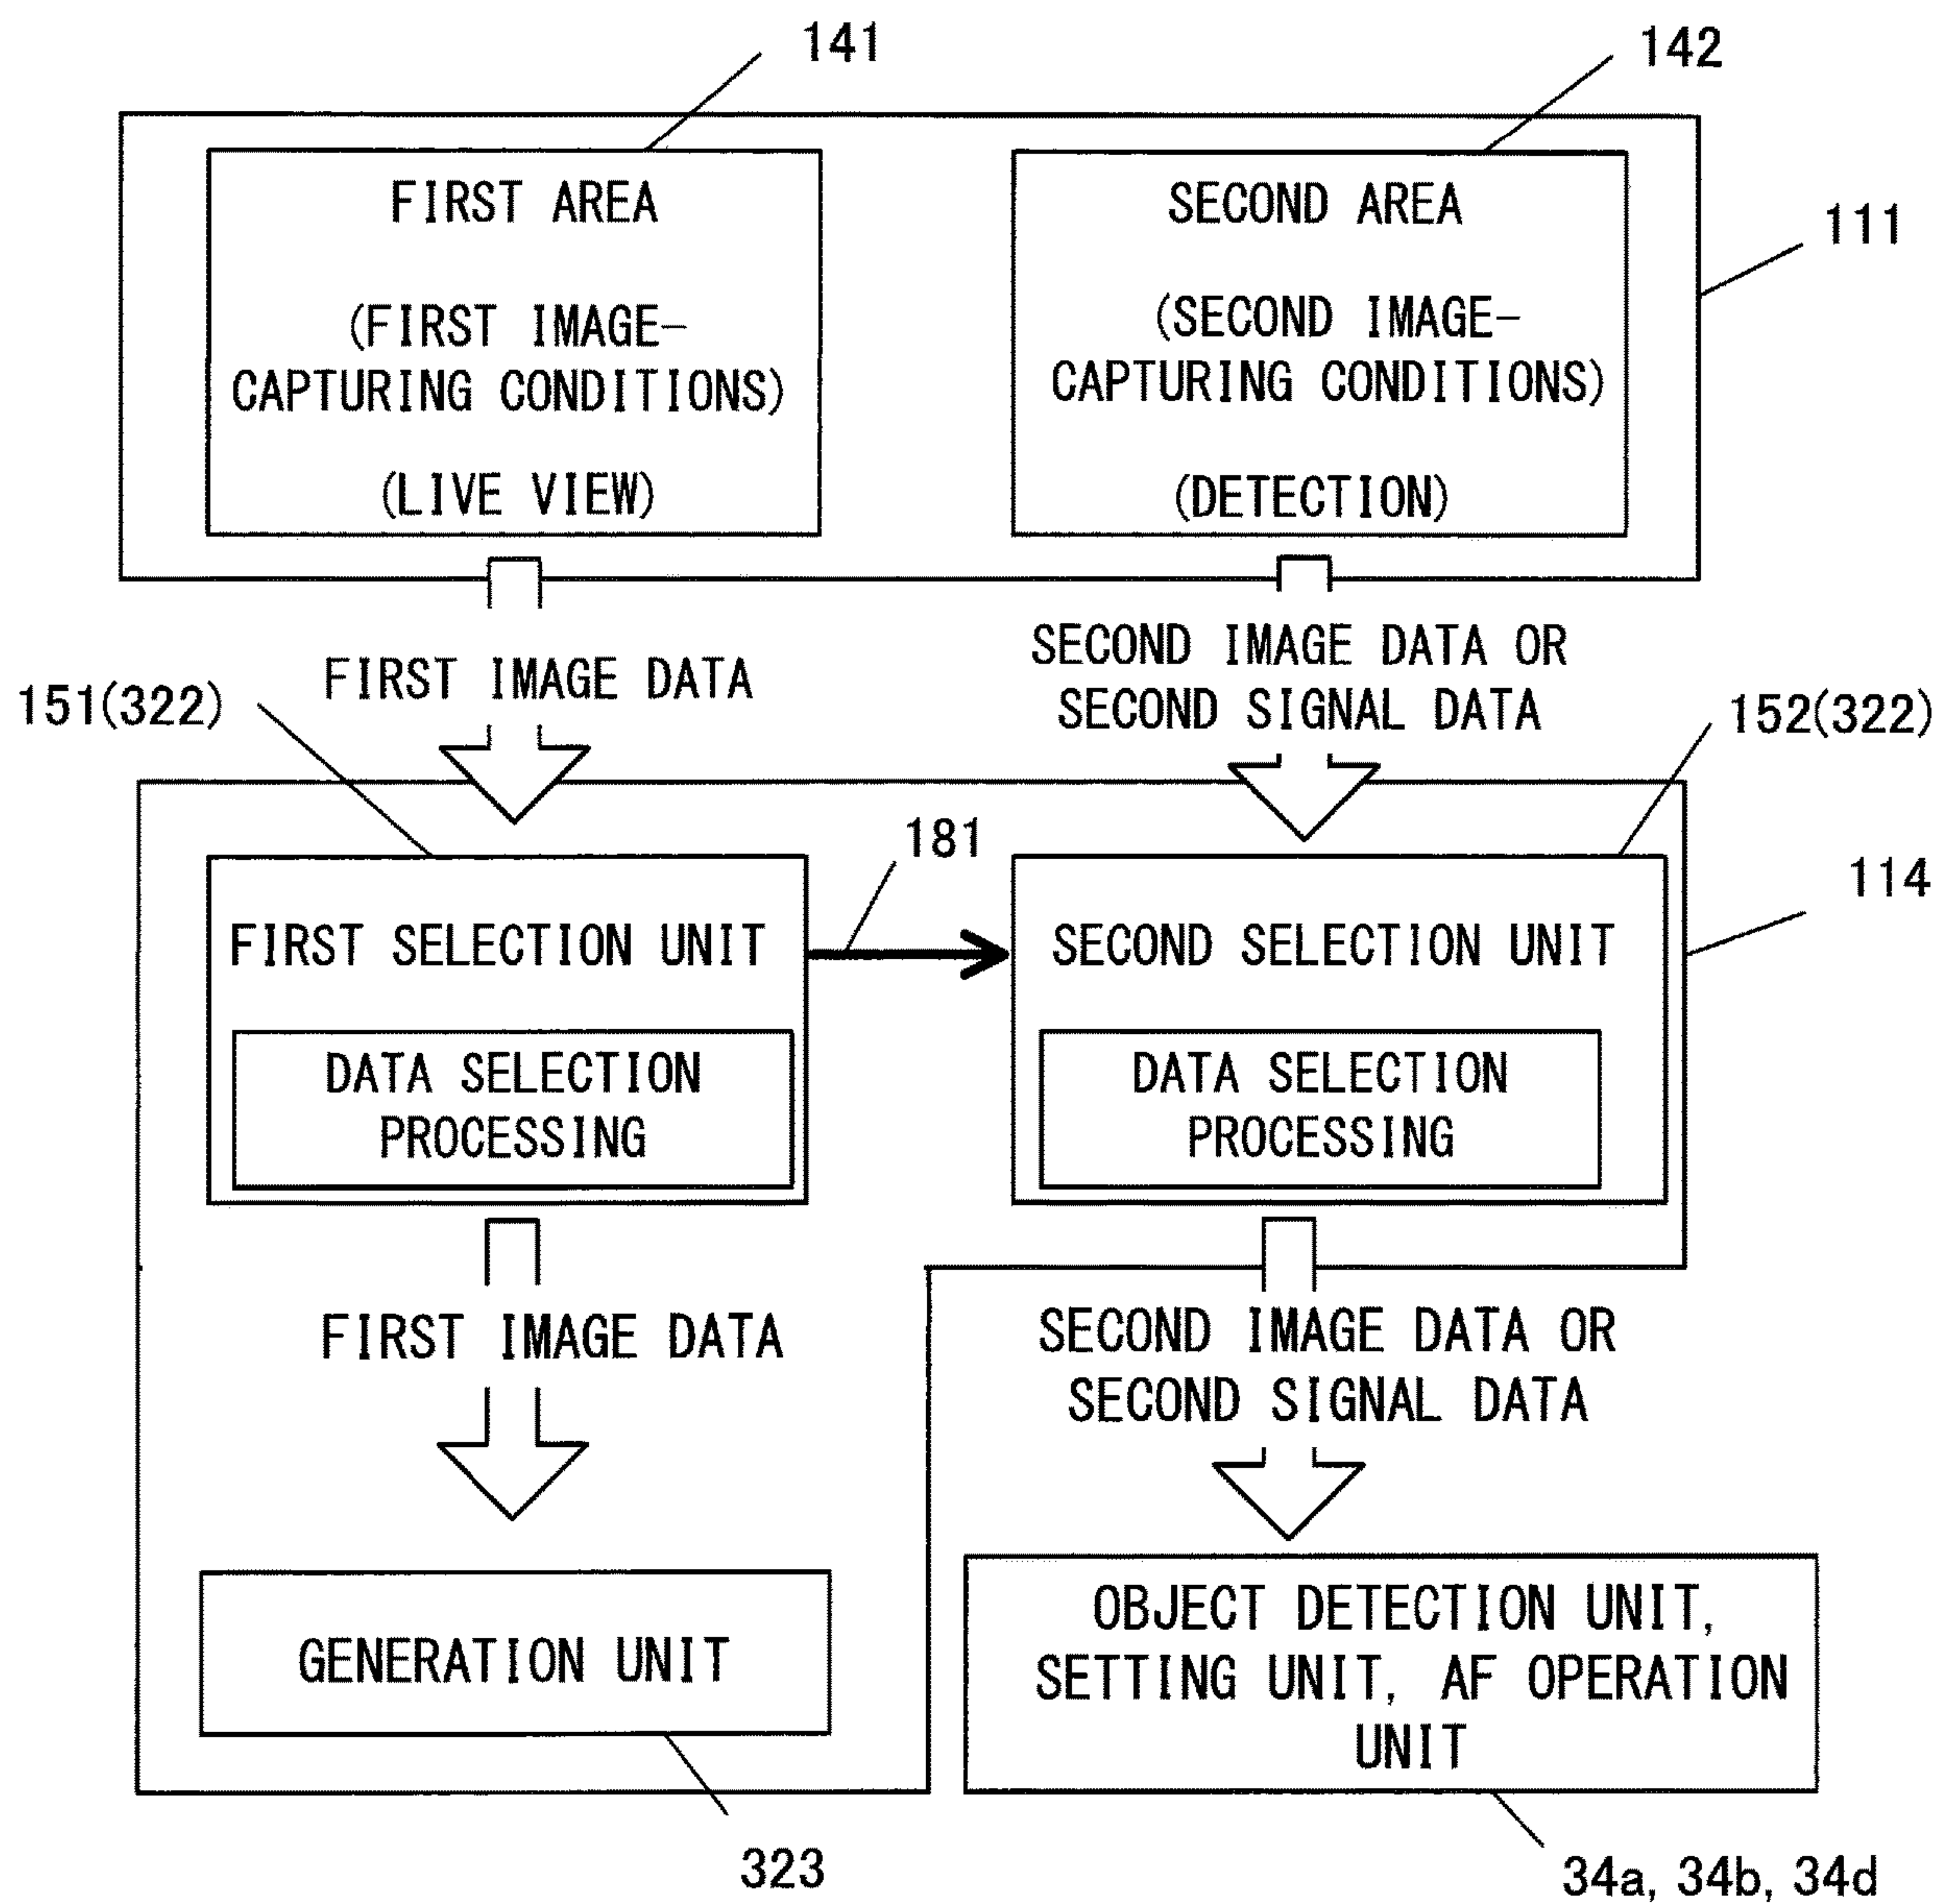 141
142
FIRST AREA
(FIRST IMAGE-
CAPTURING CONDITIONS)
(LIVE VIEW)
SECOND AREA
(SECOND IMAGE-
CAPTURING CONDITIONS)
(DETECTION)
111
FIRST IMAGE DATA
SECOND IMAGE DATA OR
SECOND SIGNAL DATA
151(322)
152(322)
181
114
FIRST SELECTION UNIT
DATA SELECTION
PROCESSING
SECOND SELECTION UNIT
DATA SELECTION
PROCESSING
FIRST IMAGE DATA
SECOND IMAGE DATA OR
SECOND SIGNAL DATA
GENERATION UNIT
OBJECT DETECTION UNIT,
SETTING UNIT, AF OPERATION
UNIT
323
34a, 34b, 34d